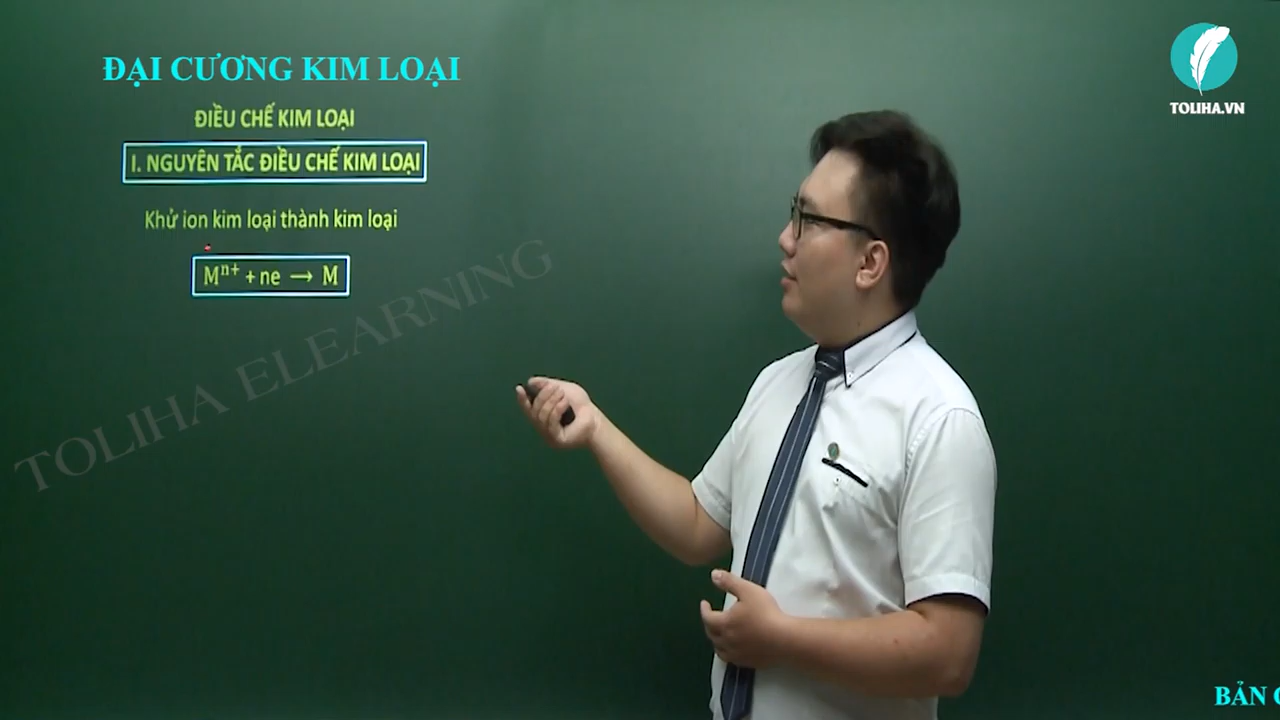 ĐẠI CƯƠNG KIM LOẠI
ĐIỀU CHẾ KIM LOẠI
I. NGUYÊN TẮC ĐIỀU CHẾ KIM LOẠI
Khử ion kim loại thành kim loại
Mⁿ⁺ + ne → M
TOLIHA ELEARNING
TOLIHA.VN
BẢN